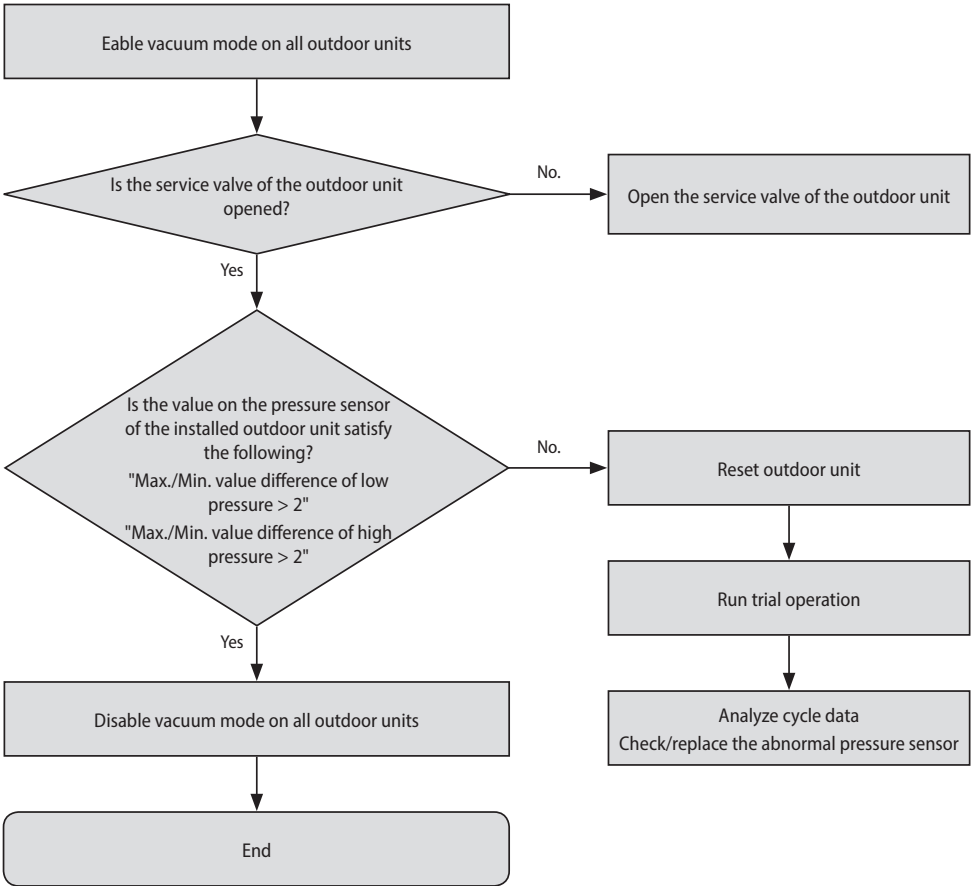 Eable vacuum mode on all outdoor units
Is the service valve of the outdoor unit
opened?
No.
Open the service valve of the outdoor unit
Yes
Is the value on the pressure sensor
of the installed outdoor unit satisfy
the following?
"Max./Min. value difference of low
pressure > 2"
"Max./Min. value difference of high
pressure > 2"
No.
Reset outdoor unit
Run trial operation
Analyze cycle data
Check/replace the abnormal pressure sensor
Yes
Disable vacuum mode on all outdoor units
End